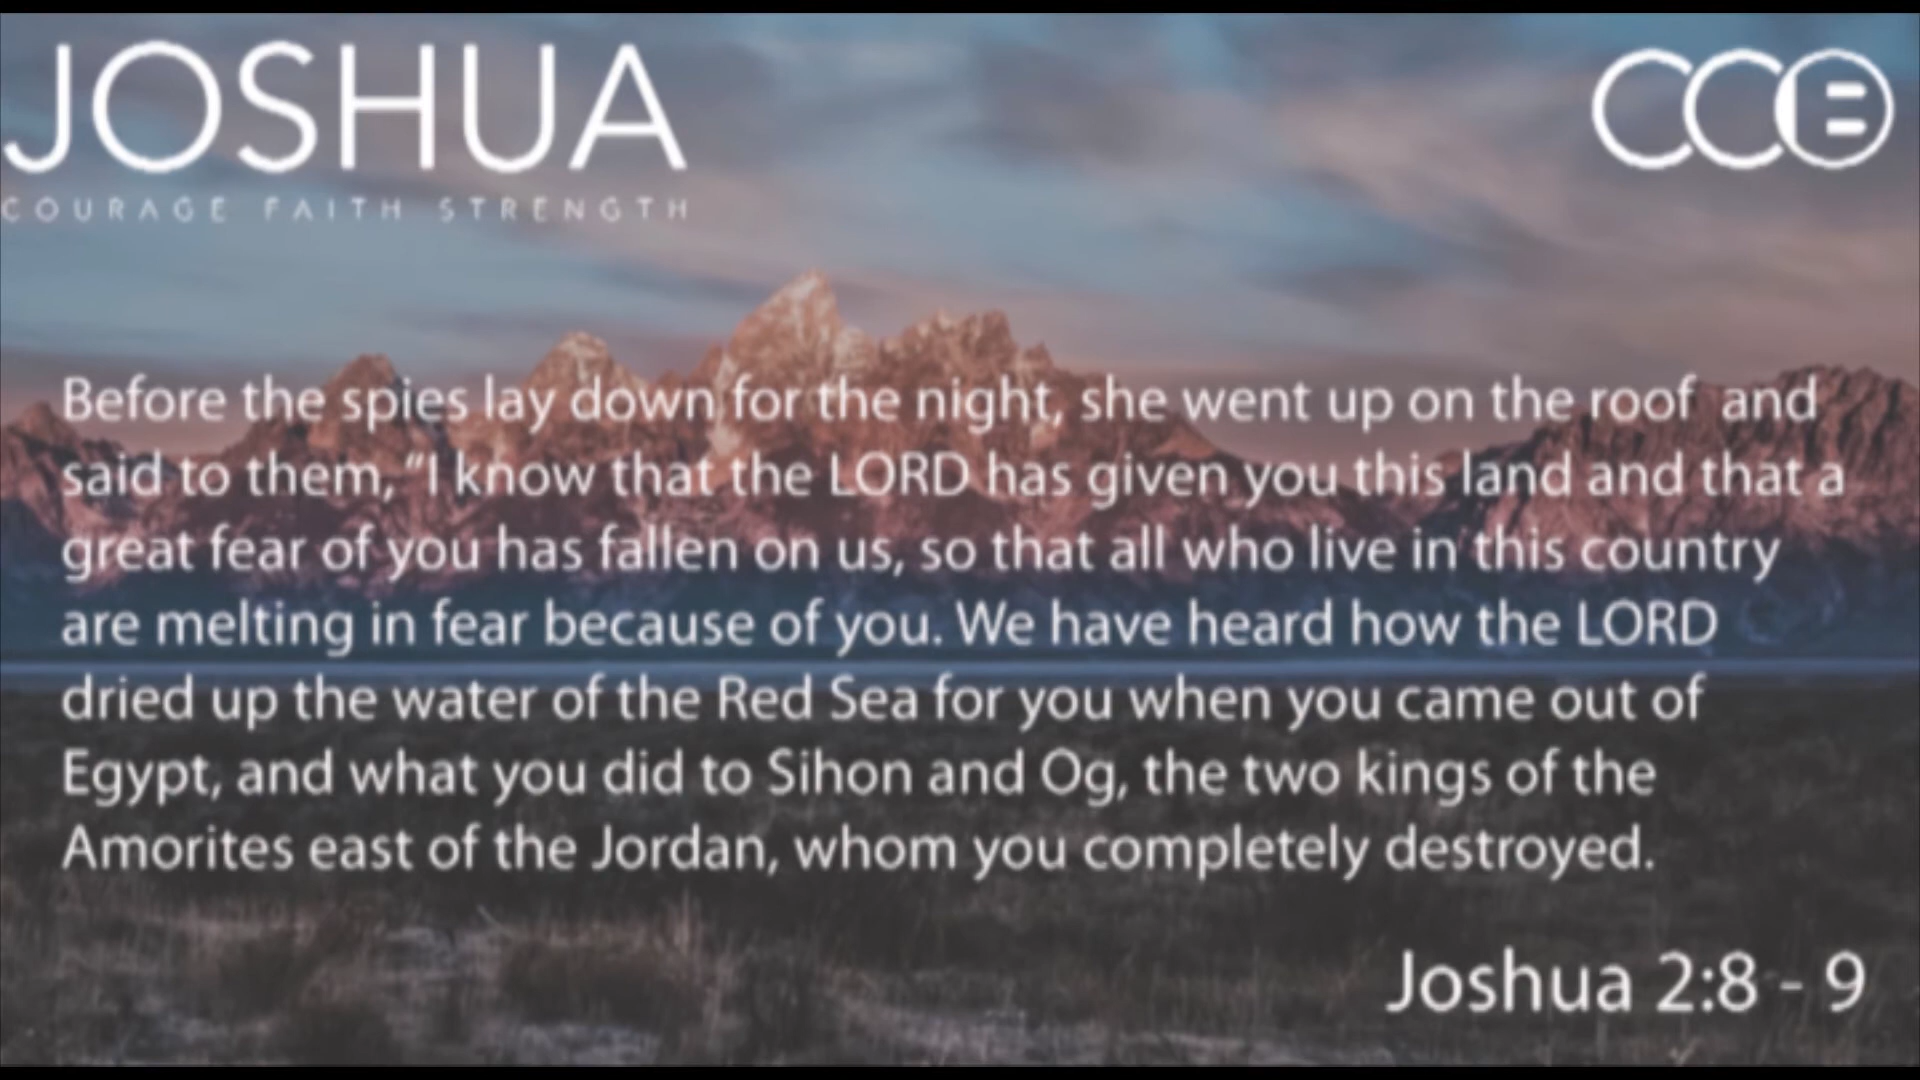 JOSHUA
COURAGE FAITH STRENGTH
CCE
Before the spies lay down for the night, she went up on the roof and
said to them, “I know that the LORD has given you this land and that a
great fear of you has fallen on us, so that all who live in this country
are melting in fear because of you. We have heard how the LORD
dried up the water of the Red Sea for you when you came out of
Egypt, and what you did to Sihon and Og, the two kings of the
Amorites east of the Jordan, whom you completely destroyed.
Joshua 2:8 - 9